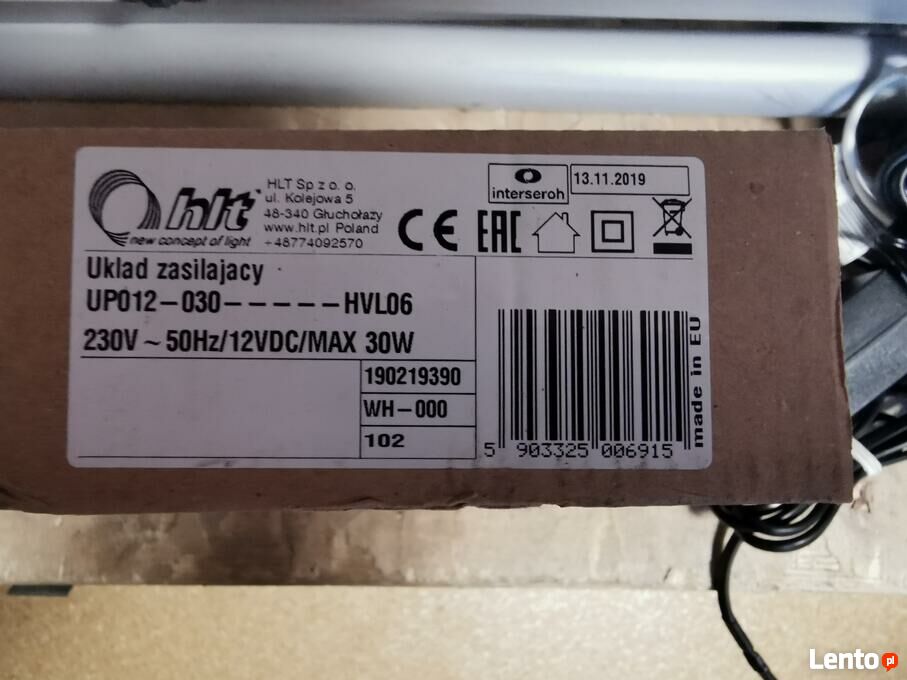 hlt
new concept of light
HLT Sp z o. o.
ul. Kolejowa 5
48-340 Głuchołazy
www.hlt.pl Poland
+48774092570
interseroh
13.11.2019
CE EAC
Uklad zasilajacy
UP012-030-----HVL06
230V ~ 50Hz/12VDC/MAX 30W
190219390
WH-000
102
5 903325 006915
made in EU
Lento pl